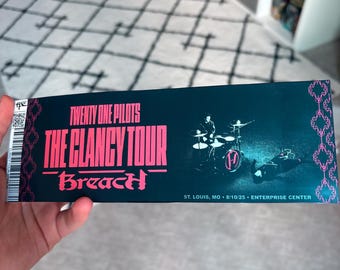 TWENTY ONE PILOTS
THE CLANCY TOUR
BREACH
ST. LOUIS, MO • 8/10/25 • ENTERPRISE CENTER